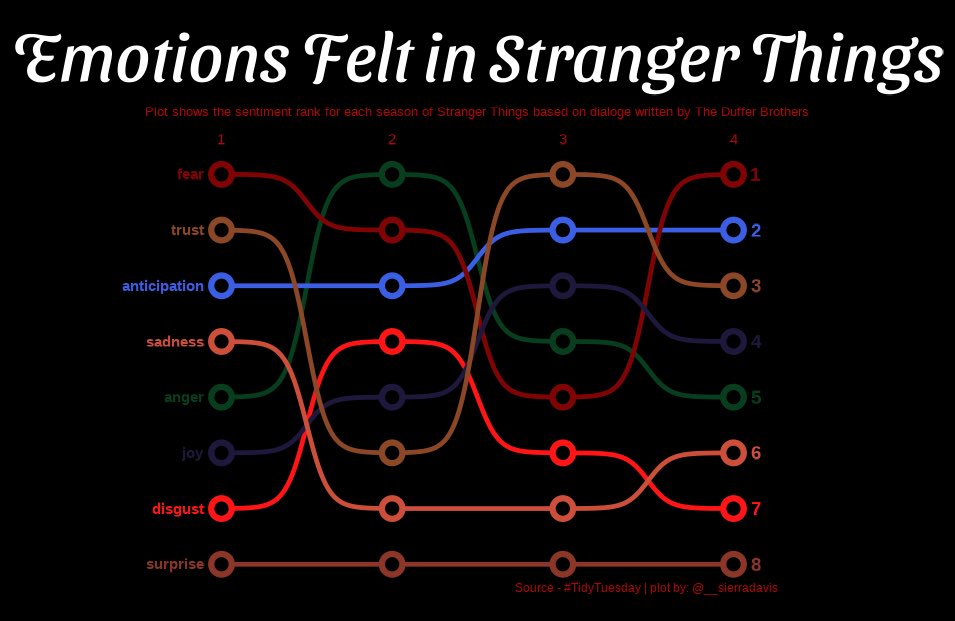 Emotions Felt in Stranger Things
Plot shows the sentiment rank for each season of Stranger Things based on dialoge written by The Duffer Brothers
1 2 3 4
fear 1
trust 2
anticipation 3
sadness 4
anger 5
joy 6
disgust 7
surprise 8
Source - #TidyTuesday | plot by: @__sierradavis